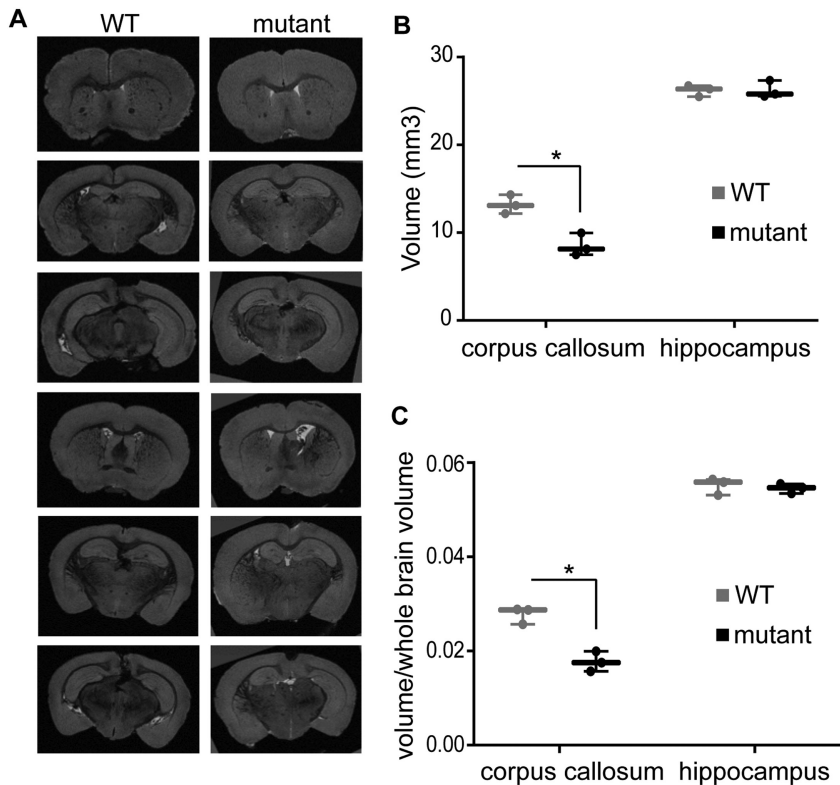 A
WT
mutant
B
Volume (mm3)
30
20
10
0
*
WT
mutant
corpus callosum
hippocampus
C
volume/whole brain volume
0.06
0.04
0.02
0.00
*
WT
mutant
corpus callosum
hippocampus